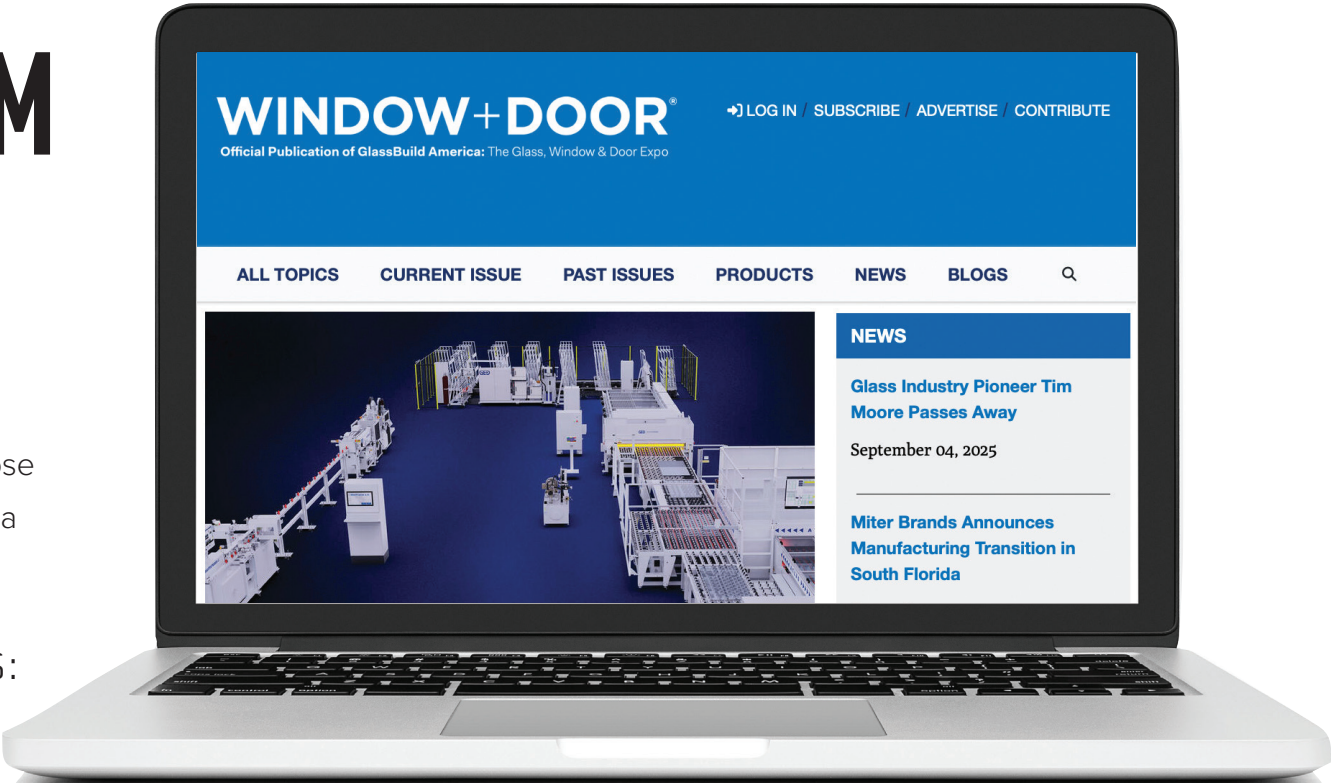 M
ose
a
S:
WINDOW+DOOR®
Official Publication of GlassBuild America: The Glass, Window & Door Expo
LOG IN / SUBSCRIBE / ADVERTISE / CONTRIBUTE
ALL TOPICS CURRENT ISSUE PAST ISSUES PRODUCTS NEWS BLOGS
NEWS
Glass Industry Pioneer Tim
Moore Passes Away
September 04, 2025
Miter Brands Announces
Manufacturing Transition in
South Florida